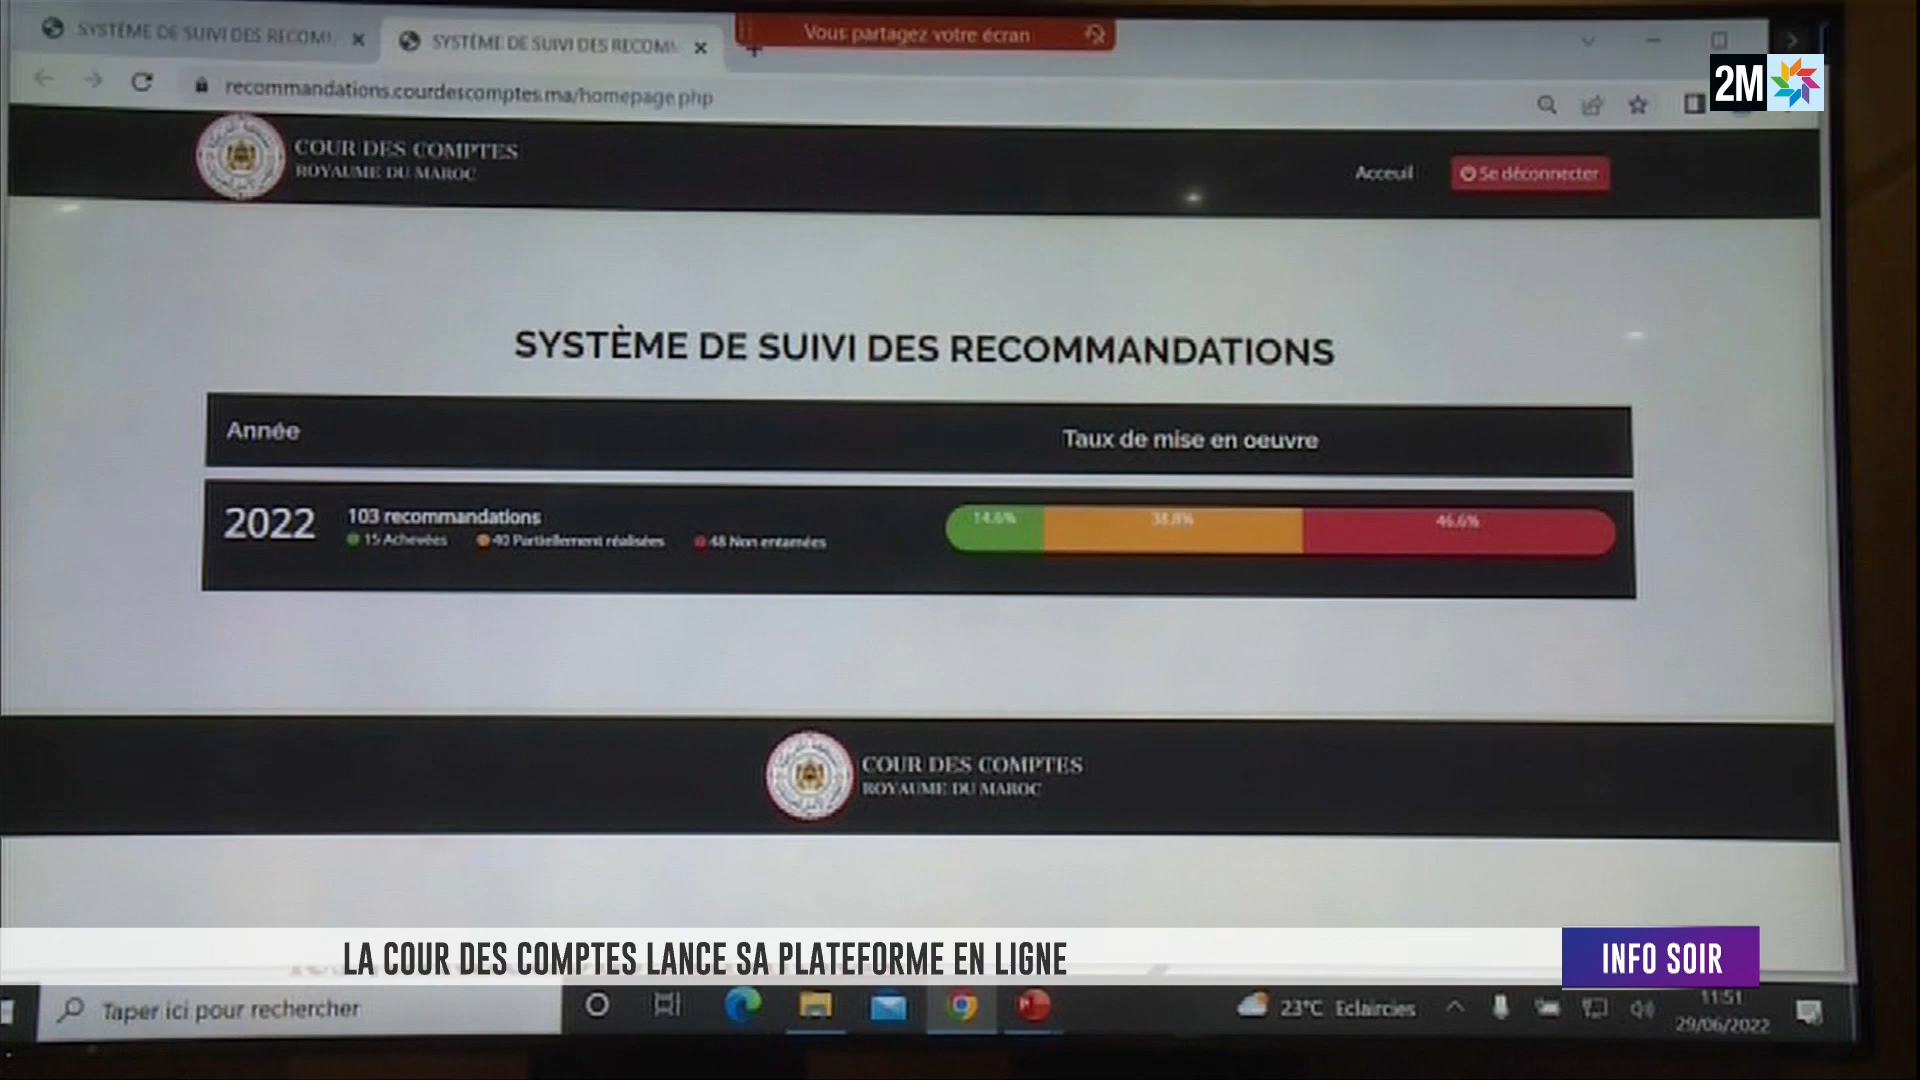 SYSTÈME DE SUIVI DES RECOM
SYSTÈME DE SUIVI DES RECOM
Vous partagez votre écran
2M
recommandations.courdescomptes.ma/homepage.php
COUR DES COMPTES
ROYAUME DU MAROC
Acceuil
Se déconnecter
SYSTÈME DE SUIVI DES RECOMMANDATIONS
Année
Taux de mise en oeuvre
2022
103 recommandations
15 Achevées 40 Partiellement réalisées 48 Non entamées
14.6% 38.8% 46.6%
COUR DES COMPTES
ROYAUME DU MAROC
LA COUR DES COMPTES LANCE SA PLATEFORME EN LIGNE
INFO SOIR
Taper ici pour rechercher
23°C Eclaircies
11:51
29/06/2022